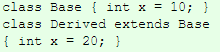 class Base { int x = 10; }
class Derived extends Base
{ int x = 20; }